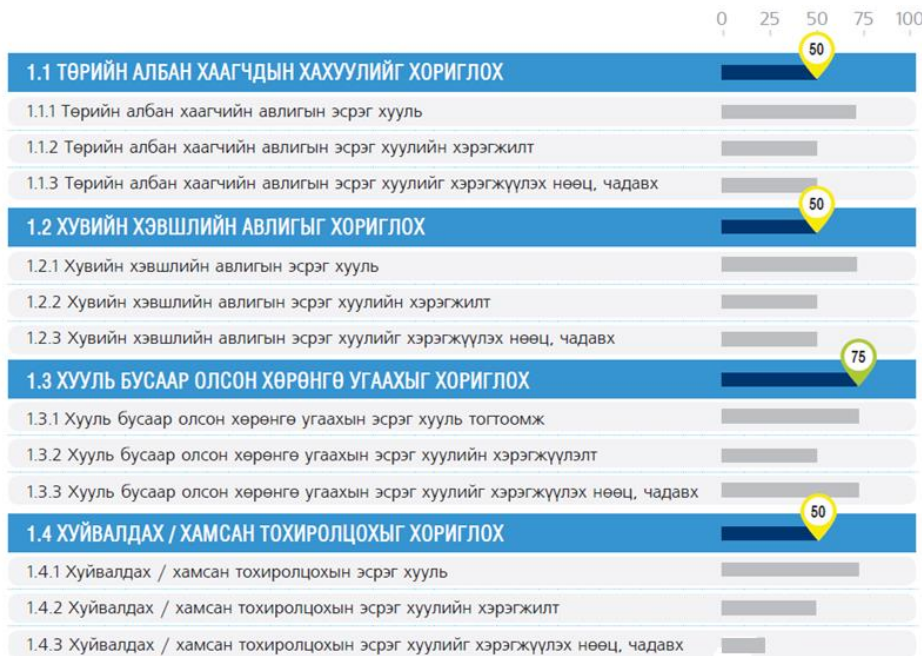 0 25 50 75 100
50
1.1 ТӨРИЙН АЛБАН ХААГЧДЫН ХАХУУЛИЙГ ХОРИГЛОХ
1.1.1 Төрийн албан хаагчийн авлигын эсрэг хууль
1.1.2 Төрийн албан хаагчийн авлигын эсрэг хуулийн хэрэгжилт
1.1.3 Төрийн албан хаагчийн авлигын эсрэг хуулийг хэрэгжүүлэх нөөц, чадавх
50
1.2 ХУВИЙН ХЭВШЛИЙН АВЛИГЫГ ХОРИГЛОХ
1.2.1 Хувийн хэвшлийн авлигын эсрэг хууль
1.2.2 Хувийн хэвшлийн авлигын эсрэг хуулийн хэрэгжилт
1.2.3 Хувийн хэвшлийн авлигын эсрэг хуулийг хэрэгжүүлэх нөөц, чадавх
75
1.3 ХУУЛЬ БУСААР ОЛСОН ХӨРӨНГӨ УГААХЫГ ХОРИГЛОХ
1.3.1 Хууль бусаар олсон хөрөнгө угаахын эсрэг хууль тогтоомж
1.3.2 Хууль бусаар олсон хөрөнгө угаахын эсрэг хуулийн хэрэгжүүлэлт
1.3.3 Хууль бусаар олсон хөрөнгө угаахын эсрэг хуулийг хэрэгжүүлэх нөөц, чадавх
50
1.4 ХУЙВАЛДАХ / ХАМСАН ТОХИРОЛЦОХЫГ ХОРИГЛОХ
1.4.1 Хуйвалдах / хамсан тохиролцохын эсрэг хууль
1.4.2 Хуйвалдах / хамсан тохиролцохын эсрэг хуулийн хэрэгжилт
1.4.3 Хуйвалдах / хамсан тохиролцохын эсрэг хуулийг хэрэгжүүлэх нөөц, чадавх